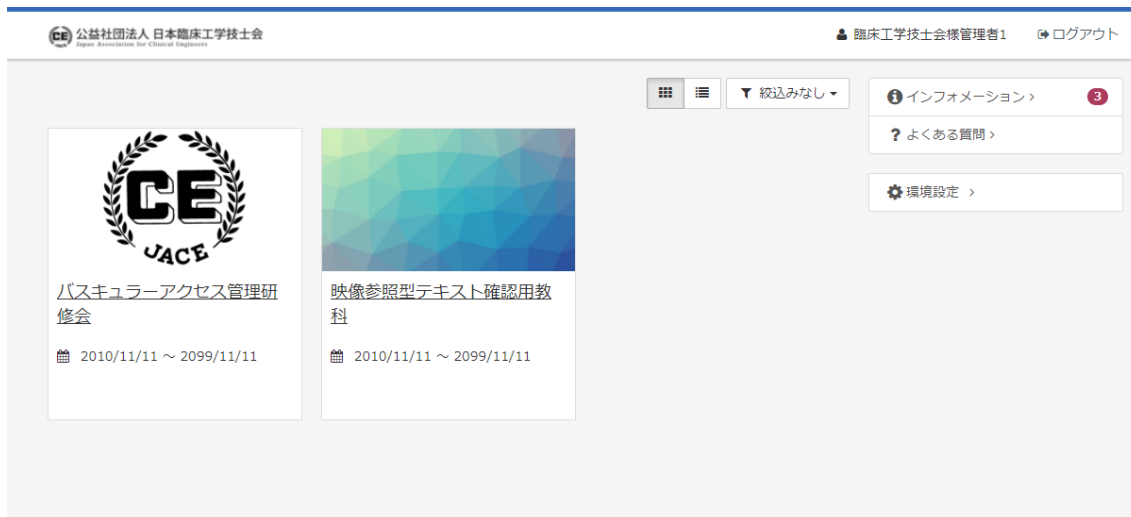 CE 公益社団法人 日本臨床工学技士会
Japan Association for Clinical Engineers
臨床工学技士会様管理者1 ログアウト
絞込みなし
インフォメーション 3
? よくある質問
環境設定
CE
JACE
バスキュラーアクセス管理研
修会
2010/11/11 ～ 2099/11/11
映像参照型テキスト確認用教
科
2010/11/11 ～ 2099/11/11